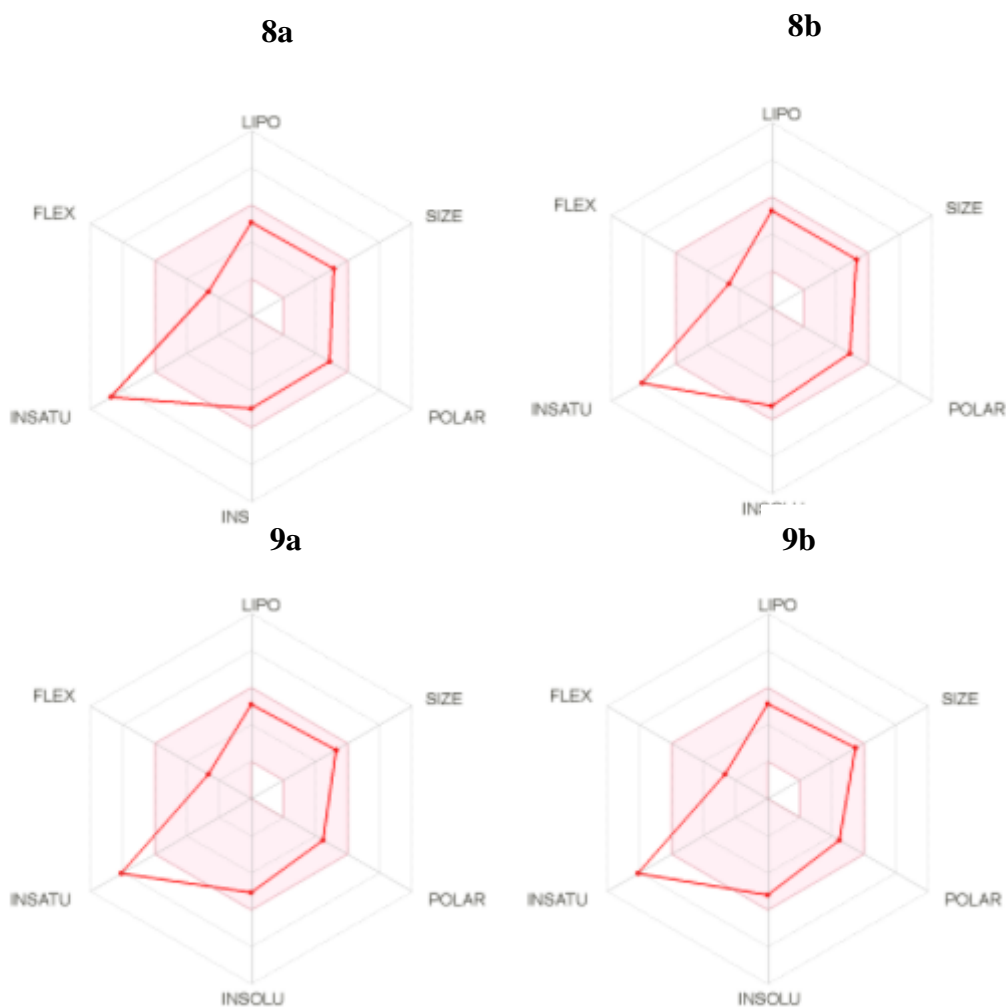 8a
8b
LIPO
LIPO
FLEX
SIZE
FLEX
SIZE
INSATU
POLAR
INSATU
POLAR
INS
9a
9b
LIPO
LIPO
FLEX
SIZE
FLEX
SIZE
INSATU
POLAR
INSATU
POLAR
INSOLU
INSOLU